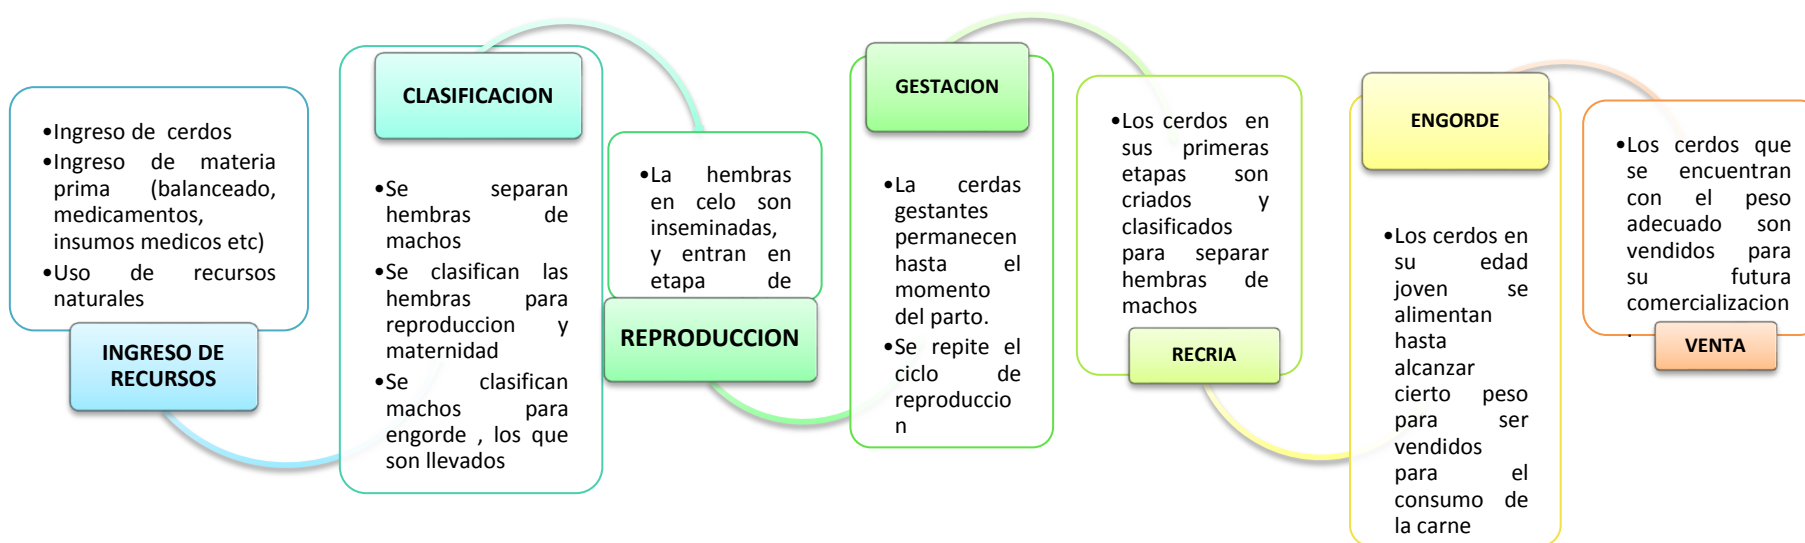 •Ingreso de cerdos
•Ingreso de materia
prima (balanceado,
medicamentos,
insumos medicos etc)
•Uso de recursos
naturales
INGRESO DE
RECURSOS
CLASIFICACION
•Se separan
hembras de
machos
•Se clasifican las
hembras para
reproduccion y
maternidad
•Se clasifican
machos para
engorde , los que
son llevados
•La hembras
en celo son
inseminadas,
y entran en
etapa de
REPRODUCCION
GESTACION
•La cerdas
gestantes
permanecen
hasta el
momento
del parto.
•Se repite el
ciclo de
reproduccio
n
•Los cerdos en
sus primeras
etapas son
criados y
clasificados
para separar
hembras de
machos
RECRIA
ENGORDE
•Los cerdos en
su edad
joven se
alimentan
hasta
alcanzar
cierto peso
para ser
vendidos
para el
consumo de
la carne
•Los cerdos que
se encuentran
con el peso
adecuado son
vendidos para
su futura
comercializacion
.
VENTA